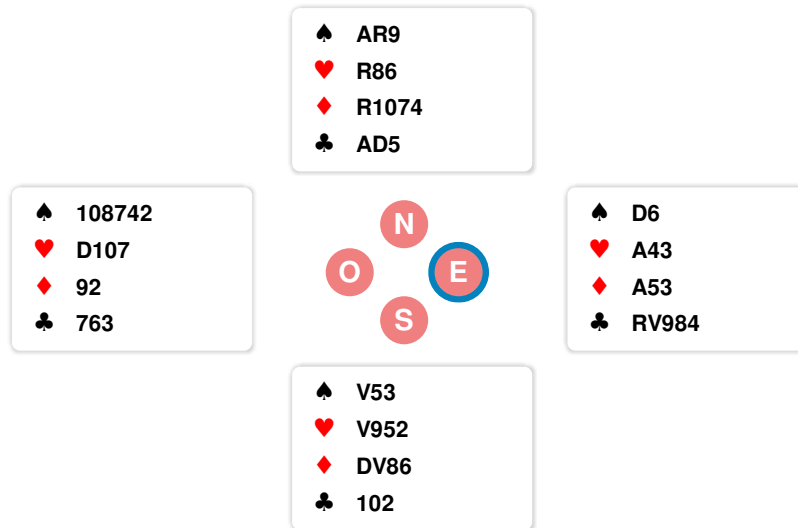 ♠ AR9
♥ R86
♦ R1074
♣ AD5
♠ 108742
♥ D107
♦ 92
♣ 763
N
O
E
S
♠ D6
♥ A43
♦ A53
♣ RV984
♠ V53
♥ V952
♦ DV86
♣ 102